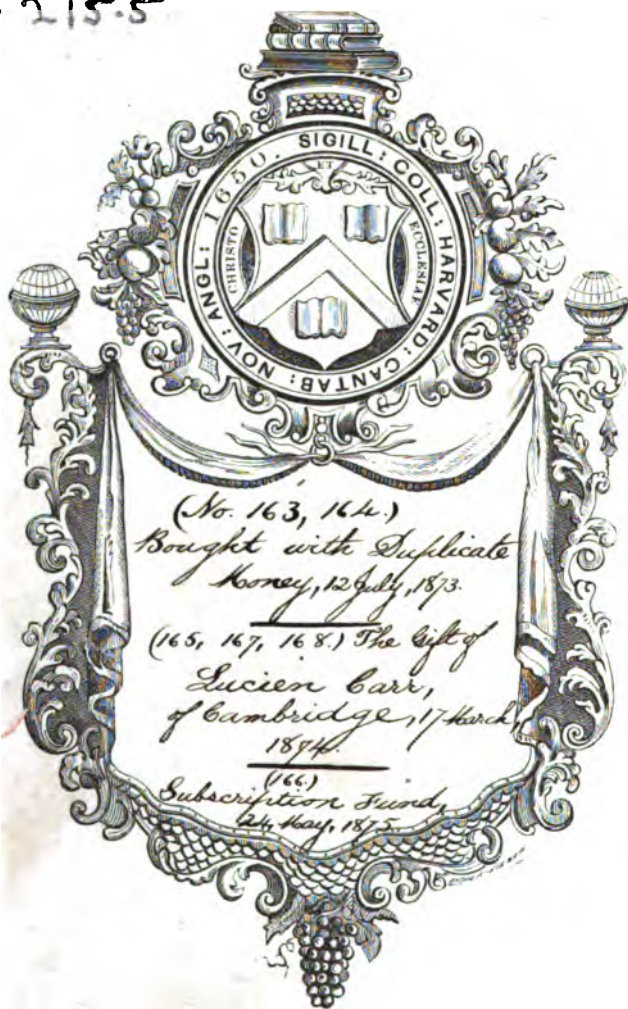 215.5
SIGILL: COLL: HARVARD: CANTAB: NOV: ANGL: 1650.
CHRISTO
ET
ECCLESIAE
(No. 163, 164.)
Bought with Duplicate
Money, 12 July, 1873.
(165, 167, 168.) The Gift of
Lucien Carr,
of Cambridge, 17 March,
1874.
(166.)
Subscription Fund,
24 May, 1875.